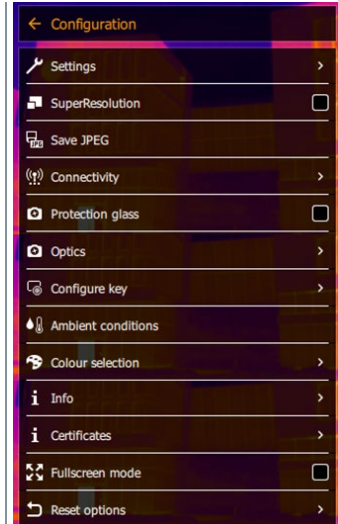 Configuration
Settings
SuperResolution
JPG
Save JPEG
Connectivity
Protection glass
Optics
Configure key
Ambient conditions
Colour selection
Info
Certificates
Fullscreen mode
Reset options